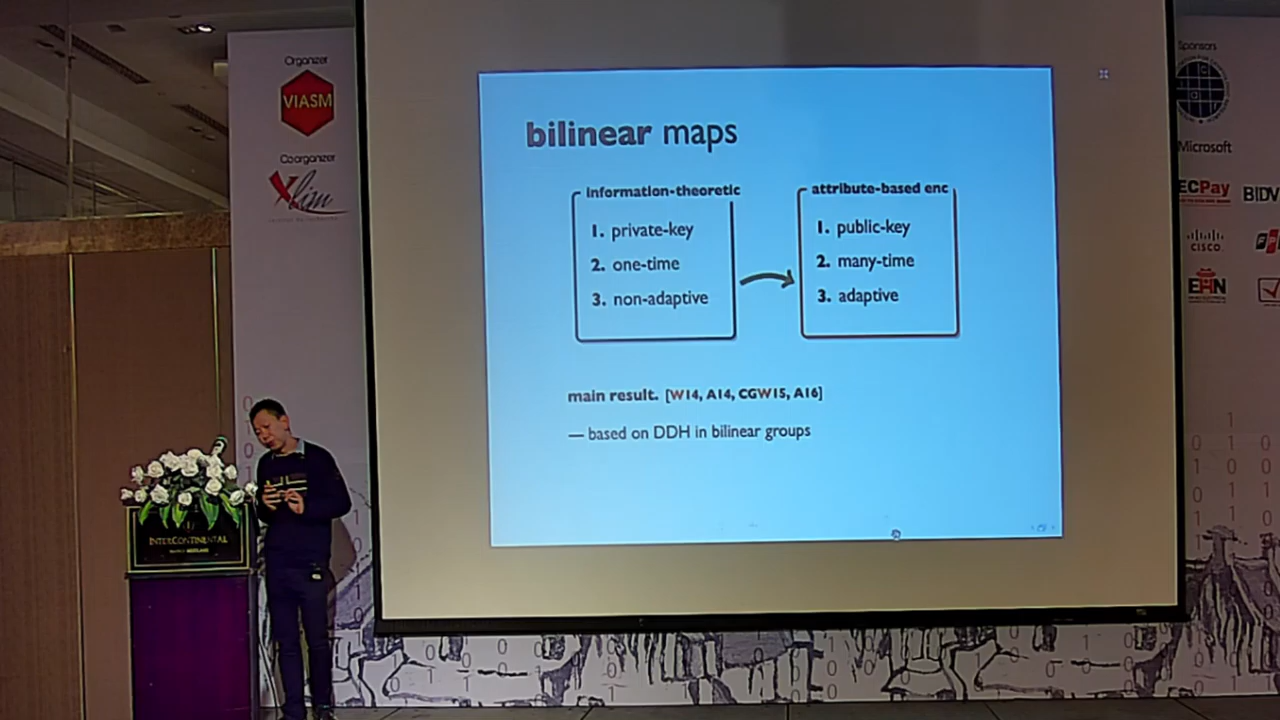 Organizer
VIASM
Coorganizer
Xlim
bilinear maps
information-theoretic
1. private-key
2. one-time
3. non-adaptive
attribute-based enc
1. public-key
2. many-time
3. adaptive
main result. [W14, A14, CGW15, A16]
— based on DDH in bilinear groups
INTERCONTINENTAL
Sponsors
Microsoft
ECPay
BIDV
CISCO